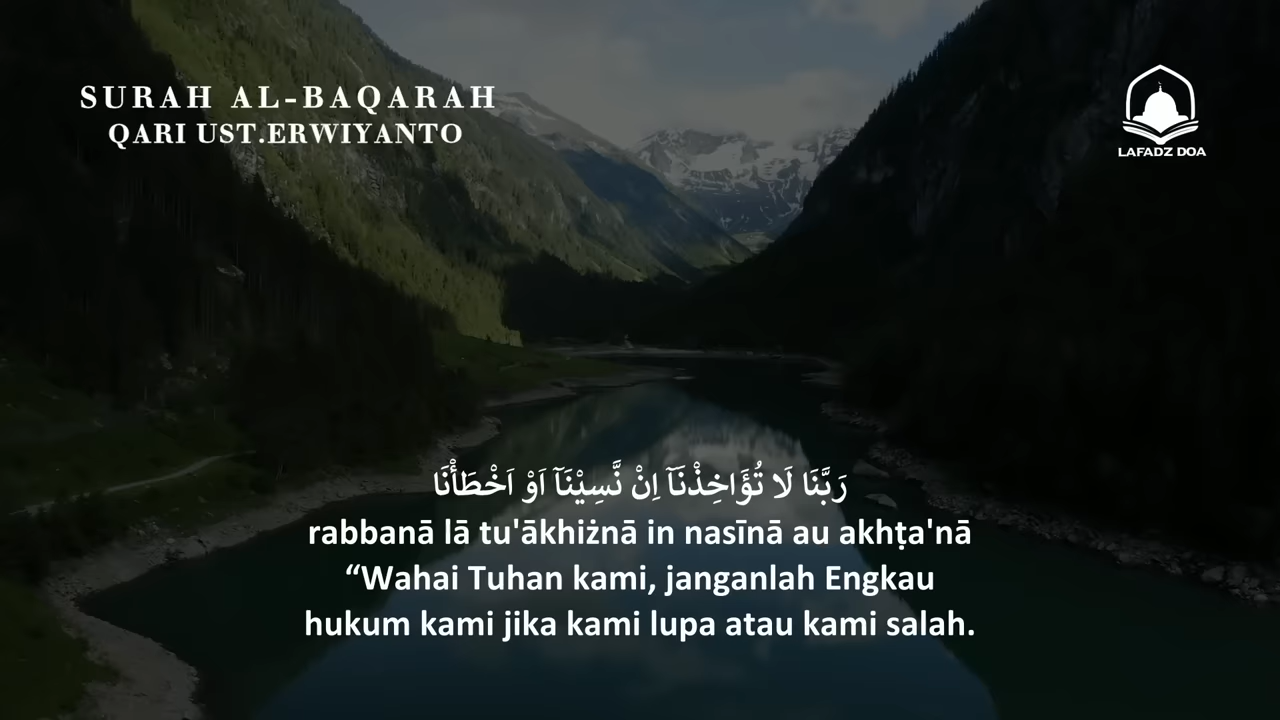 SURAH AL-BAQARAH
QARI UST.ERWIYANTO
LAFADZ DOA
رَبَّنَا لَا تُؤَاخِذْنَآ اِنْ نَّسِيْنَآ اَوْ اَخْطَأْنَا
rabbanā lā tu'ākhiżnā in nasīnā au akhṭa'nā
“Wahai Tuhan kami, janganlah Engkau
hukum kami jika kami lupa atau kami salah.